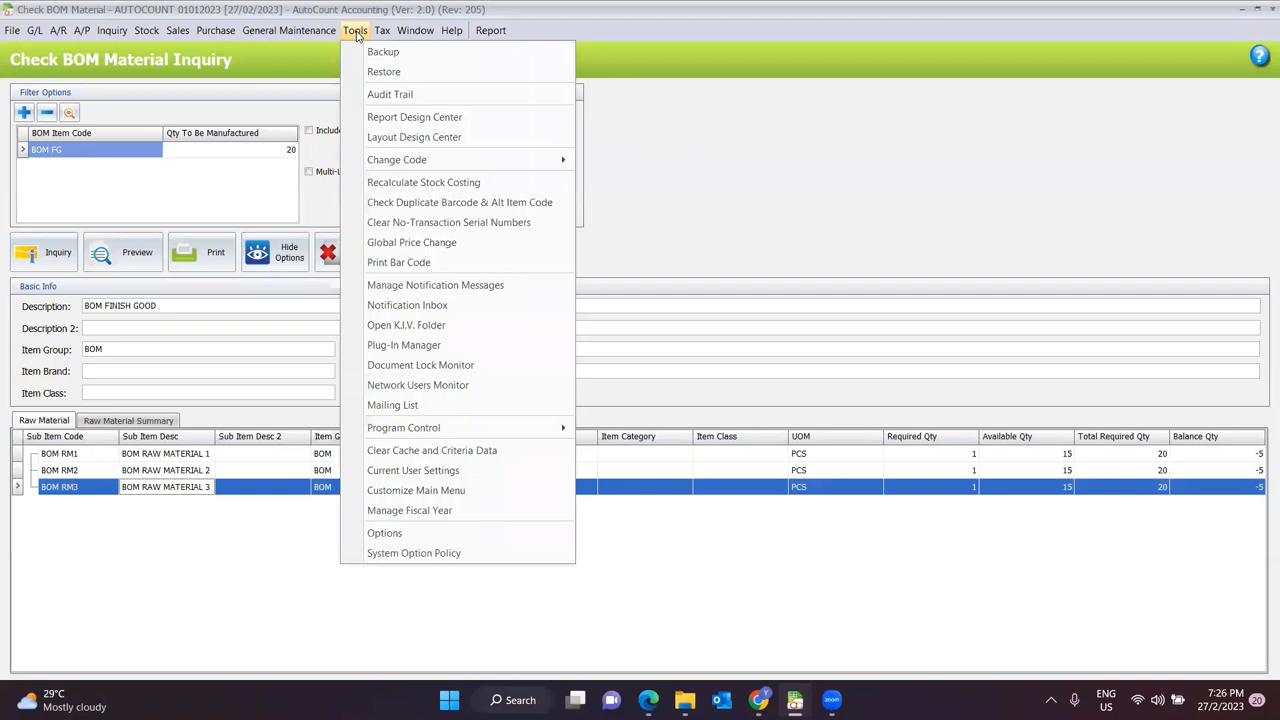 Check BOM Material - AUTOCOUNT 01012023 [27/02/2023] - AutoCount Accounting (Ver: 2.0) (Rev: 205)
File G/L A/R A/P Inquiry Stock Sales Purchase General Maintenance Tools Tax Window Help Report
Check BOM Material Inquiry
Filter Options
BOM Item Code Qty To Be Manufactured
BOM FG 20
Include
Multi-L
Inquiry Preview Print Hide Options
Basic Info
Description: BOM FINISH GOOD
Description 2:
Item Group: BOM
Item Brand:
Item Class:
Backup
Restore
Audit Trail
Report Design Center
Layout Design Center
Change Code
Recalculate Stock Costing
Check Duplicate Barcode & Alt Item Code
Clear No-Transaction Serial Numbers
Global Price Change
Print Bar Code
Manage Notification Messages
Notification Inbox
Open K.I.V. Folder
Plug-In Manager
Document Lock Monitor
Network Users Monitor
Mailing List
Program Control
Clear Cache and Criteria Data
Current User Settings
Customize Main Menu
Manage Fiscal Year
Options
System Option Policy
Raw Material Raw Material Summary
Sub Item Code Sub Item Desc Sub Item Desc 2 Item G Item Category Item Class UOM Required Qty Available Qty Total Required Qty Balance Qty
BOM RM1 BOM RAW MATERIAL 1 BOM PCS 1 15 20 -5
BOM RM2 BOM RAW MATERIAL 2 BOM PCS 1 15 20 -5
BOM RM3 BOM RAW MATERIAL 3 BOM PCS 1 15 20 -5
29°C
Mostly cloudy
Search
ENG
US
7:26 PM
27/2/2023
20